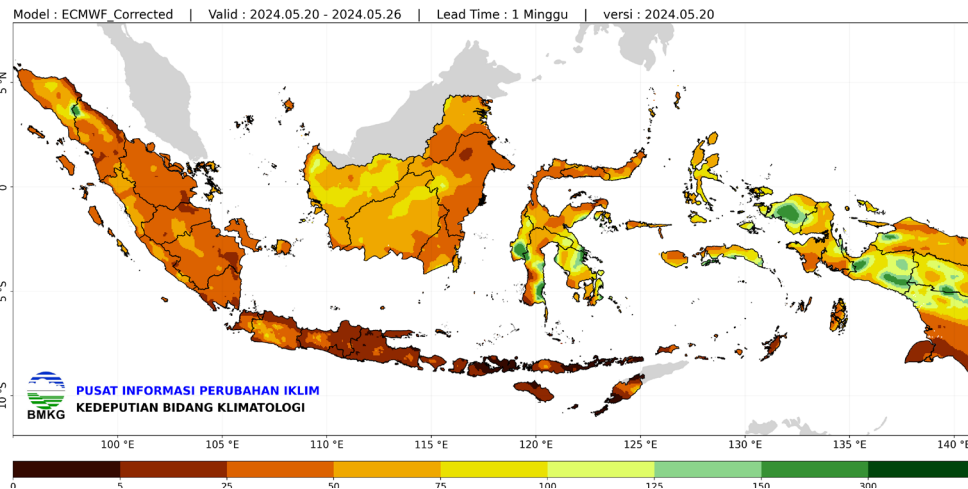 Model : ECMWF_Corrected | Valid : 2024.05.20 - 2024.05.26 | Lead Time : 1 Minggu | versi : 2024.05.20
5 °N
0
5 °S
10 °S
PUSAT INFORMASI PERUBAHAN IKLIM
KEDEPUTIAN BIDANG KLIMATOLOGI
BMKG
100 °E 105 °E 110 °E 115 °E 120 °E 125 °E 130 °E 135 °E 140 °E
0 5 25 50 75 100 125 150 300